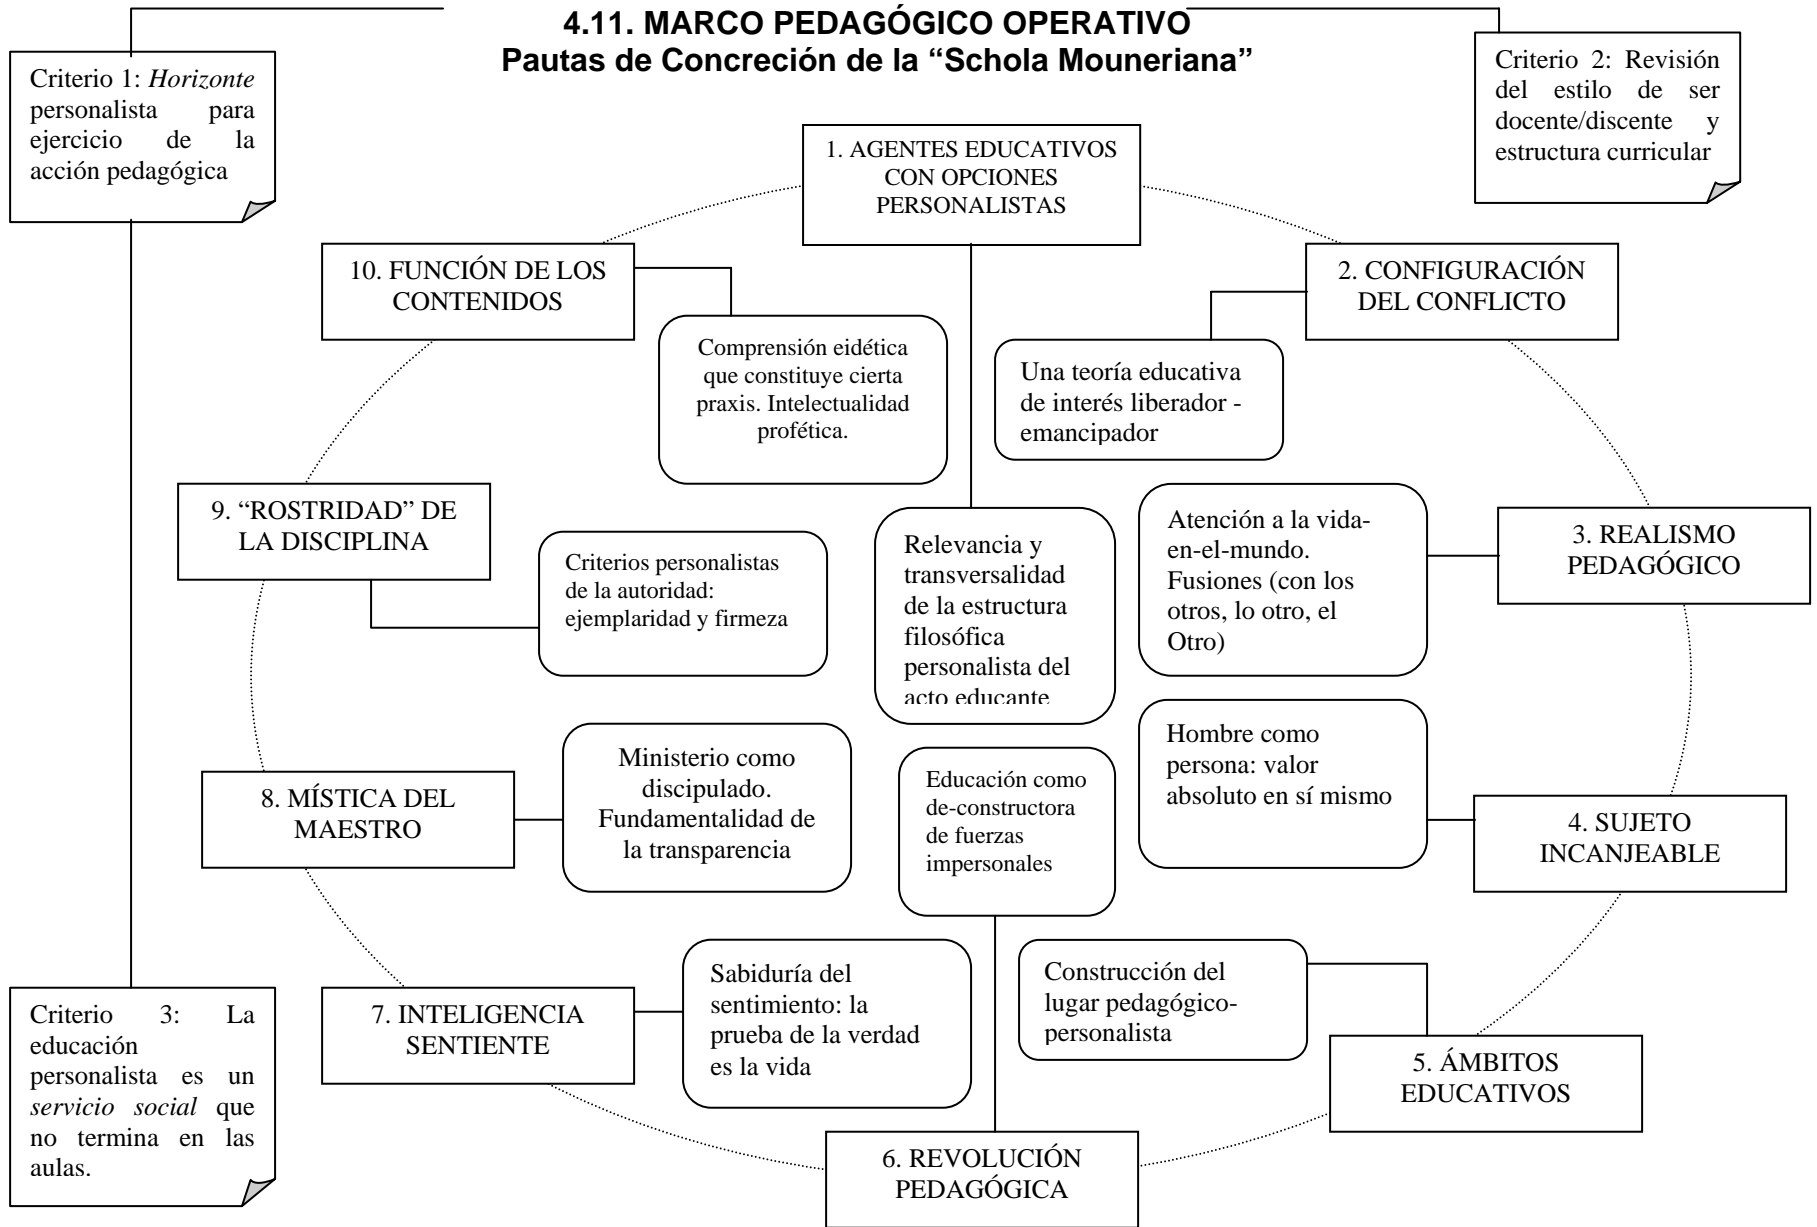 4.11. MARCO PEDAGÓGICO OPERATIVO
Pautas de Concreción de la “Schola Mouneriana”
Criterio 1: Horizonte
personalista para
ejercicio de la
acción pedagógica
Criterio 2: Revisión
del estilo de ser
docente/discente y
estructura curricular
1. AGENTES EDUCATIVOS
CON OPCIONES
PERSONALISTAS
10. FUNCIÓN DE LOS
CONTENIDOS
2. CONFIGURACIÓN
DEL CONFLICTO
Comprensión eidética
que constituye cierta
praxis. Intelectualidad
profética.
Una teoría educativa
de interés liberador -
emancipador
9. “ROSTRIDAD” DE
LA DISCIPLINA
Criterios personalistas
de la autoridad:
ejemplaridad y firmeza
Relevancia y
transversalidad
de la estructura
filosófica
personalista del
acto educante
Atención a la vida-
en-el-mundo.
Fusiones (con los
otros, lo otro, el
Otro)
3. REALISMO
PEDAGÓGICO
8. MÍSTICA DEL
MAESTRO
Ministerio como
discipulado.
Fundamentalidad de
la transparencia
Educación como
de-constructora
de fuerzas
impersonales
Hombre como
persona: valor
absoluto en sí mismo
4. SUJETO
INCANJEABLE
Criterio 3: La
educación
personalista es un
servicio social que
no termina en las
aulas.
7. INTELIGENCIA
SENTIENTE
Sabiduría del
sentimiento: la
prueba de la verdad
es la vida
Construcción del
lugar pedagógico-
personalista
5. ÁMBITOS
EDUCATIVOS
6. REVOLUCIÓN
PEDAGÓGICA